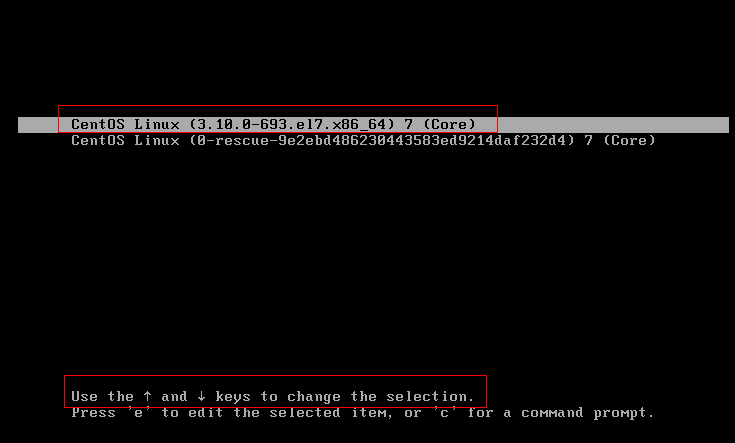 CentOS Linux (3.10.0-693.el7.x86_64) 7 (Core)
CentOS Linux (0-rescue-9e2ebd486230443583ed9214daf232d4) 7 (Core)
Use the ↑ and ↓ keys to change the selection.
Press 'e' to edit the selected item, or 'c' for a command prompt.